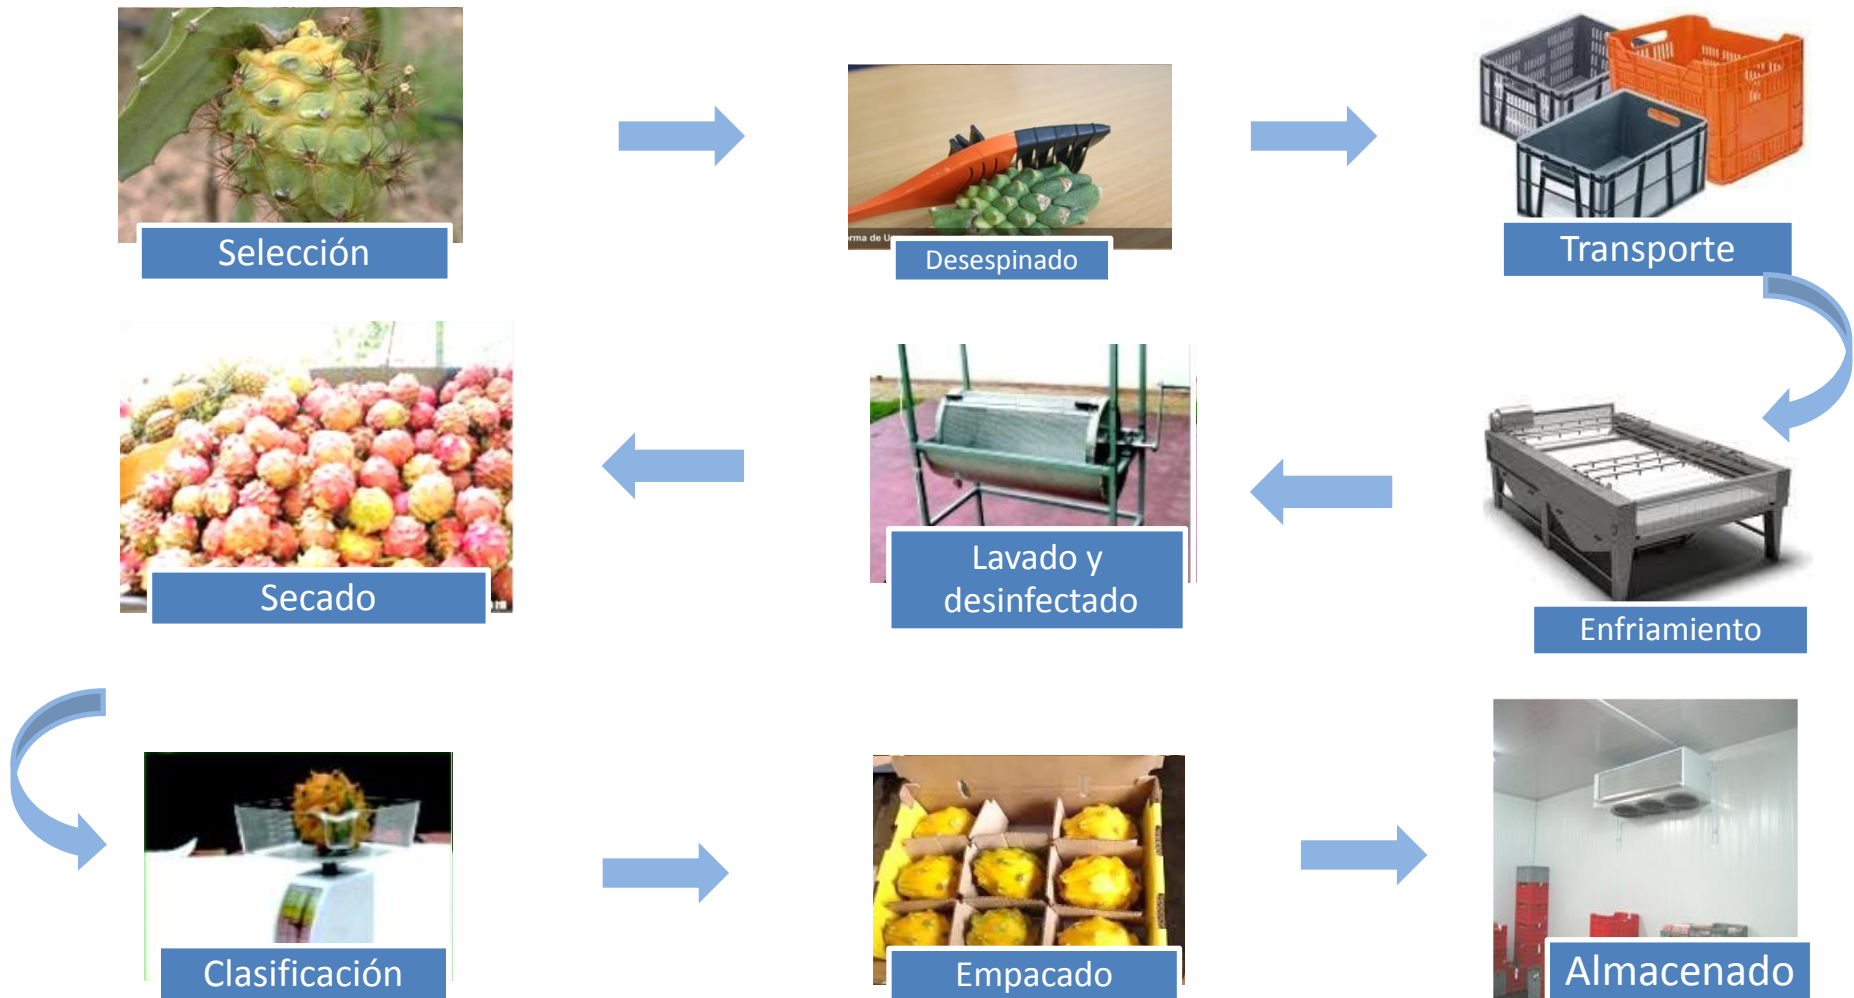 Selección
Desespinado
Transporte
Enfriamiento
Lavado y
desinfectado
Secado
Clasificación
Empacado
Almacenado